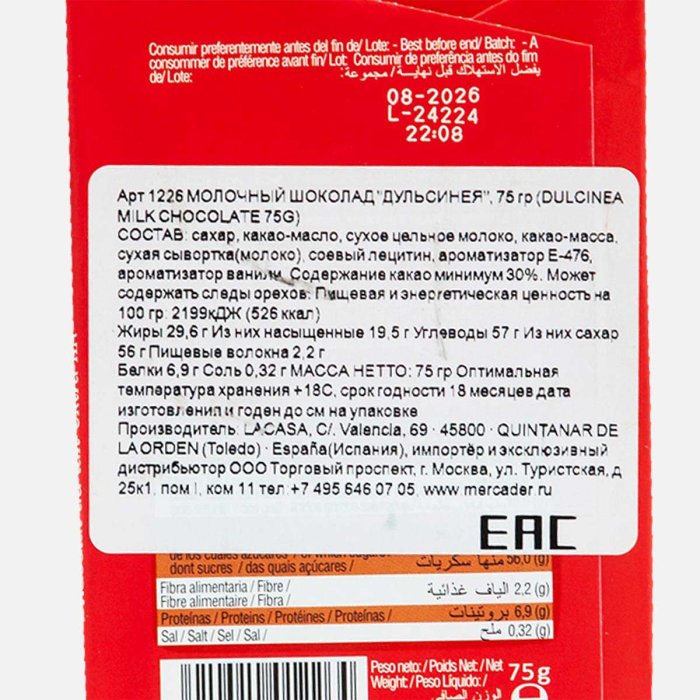 Consumir preferentemente antes del fin de/ Lote: - Best before end/ Batch: - A
consommer de préférence avant fin/ Lot: Consumir de preferência antes do fim
de/Lote:
يفضل الاستهلاك قبل نهاية/مجموعة:
08-2026
L-24224
22:08
Арт 1226 МОЛОЧНЫЙ ШОКОЛАД "ДУЛЬСИНЕЯ", 75 гр (DULCINEA
MILK CHOCOLATE 75G)
СОСТАВ: сахар, какао-масло, сухое цельное молоко, какао-масса,
сухая сывортка(молоко), соевый лецитин, ароматизатор Е-476,
ароматизатор ванили. Содержание какао минимум 30%. Может
содержать следы орехов. Пищевая и энергетическая ценность на
100 гр: 2199кДЖ (526 ккал)
Жиры 29,6 г Из них насыщенные 19,5 г Углеводы 57 г Из них сахар
56 г Пищевые волокна 2,2 г
Белки 6,9 г Соль 0,32 г МАССА НЕТТО: 75 гр Оптимальная
температура хранения +18С, срок годности 18 месяцев дата
изготовления и годен до см на упаковке
Производитель: LACASA, C/. Valencia, 69 · 45800 · QUINTANAR DE
LA ORDEN (Toledo) · España(Испания), импортёр и эксклюзивный
дистрибьютор ООО Торговый проспект, г. Москва, ул. Туристская, д
25к1, пом I, ком 11 тел:+7 495 646 07 05, www.mercader.ru
EAC
de los cuales azúcares / of which sugars
dont sucres / das quais açúcares / منها سكريات 56,0 (g)
Fibra alimentaria / Fibre /
Fibre alimentaire / Fibra / الياف غذائية 2,2 (g)
Proteínas / Proteins / Protéines / Proteínas / بروتينات 6,9 (g)
Sal / Salt / Sel / Sal / ملح 0,32 (g)
Peso neto: / Poids Net: / Net
Weight: / Peso Líquido: / 75g
الوزن الصافي